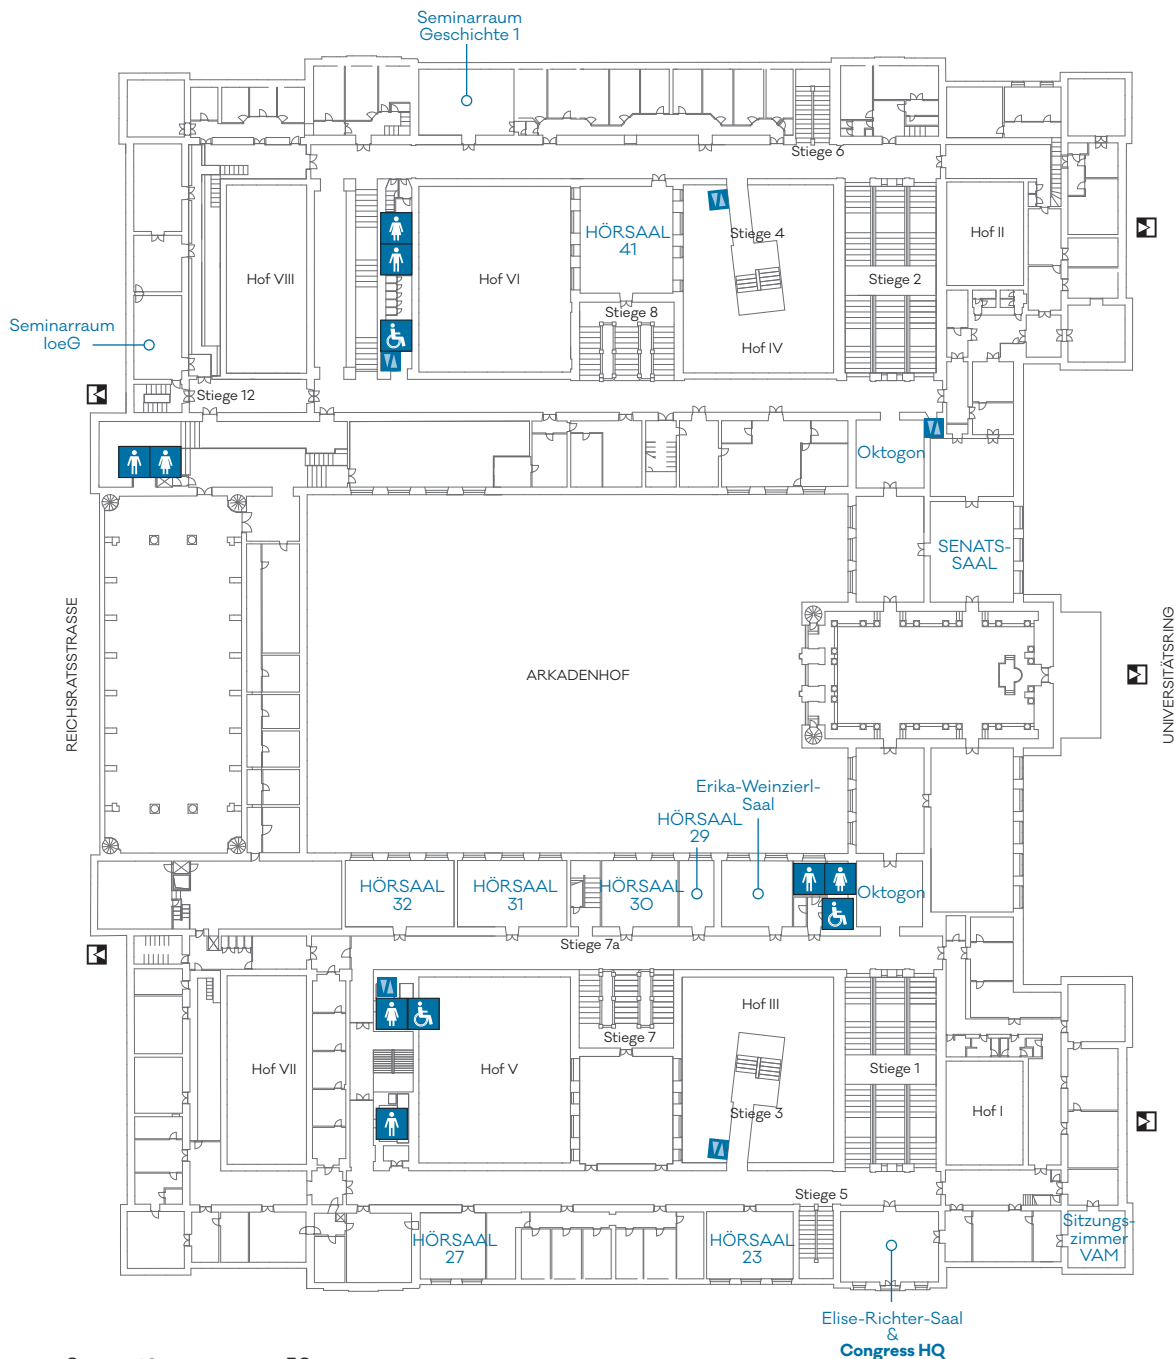 Seminarraum
Geschichte 1
Stiege 6
HÖRSAAL
41
Stiege 4
Hof II
Hof VIII
Hof VI
Stiege 2
Stiege 8
Seminarraum
IoeG
Hof IV
Stiege 12
Oktogon
SENATS-
SAAL
REICHSRATSSTRASSE
ARKADENHOF
UNIVERSITÄTSRING
Erika-Weinzierl-
Saal
HÖRSAAL
29
HÖRSAAL
32
HÖRSAAL
31
HÖRSAAL
30
Oktogon
Stiege 7a
Hof III
Stiege 7
Hof VII
Hof V
Stiege 1
Stiege 3
Hof I
Stiege 5
HÖRSAAL
27
HÖRSAAL
23
Sitzungs-
zimmer
VAM
Elise-Richter-Saal
&
Congress HQ